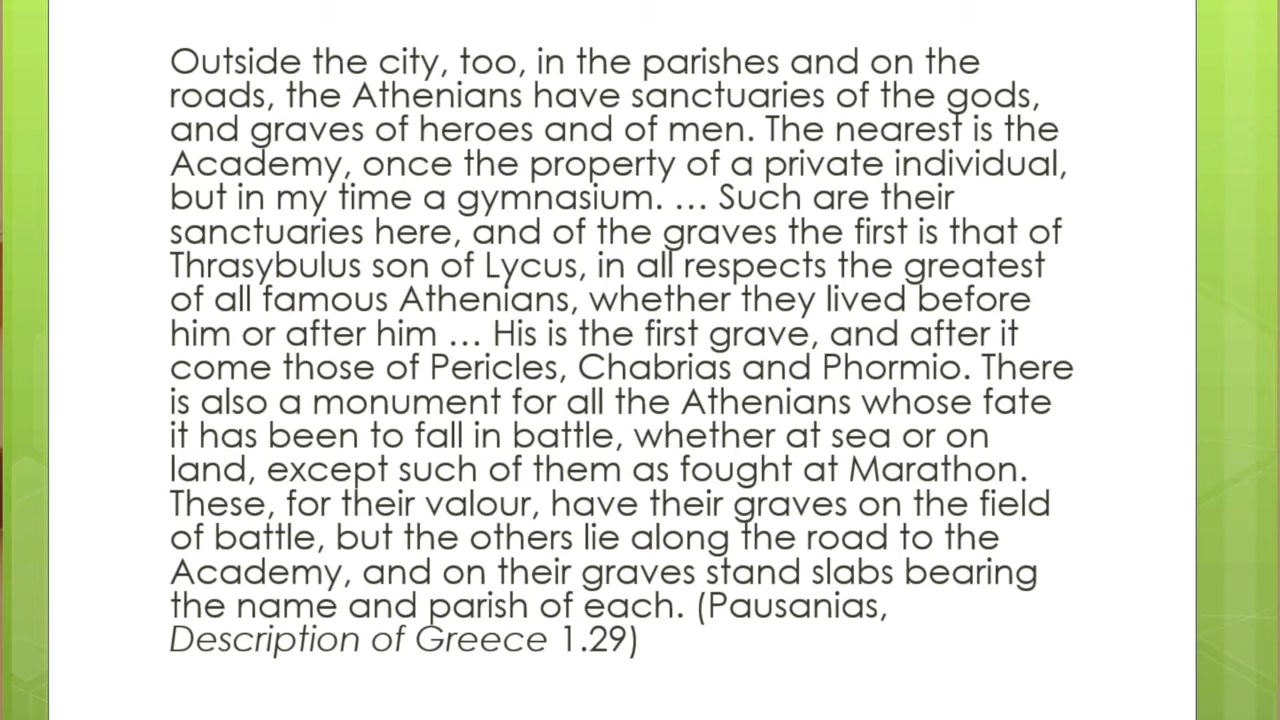 Outside the city, too, in the parishes and on the
roads, the Athenians have sanctuaries of the gods,
and graves of heroes and of men. The nearest is the
Academy, once the property of a private individual,
but in my time a gymnasium. … Such are their
sanctuaries here, and of the graves the first is that of
Thrasybulus son of Lycus, in all respects the greatest
of all famous Athenians, whether they lived before
him or after him … His is the first grave, and after it
come those of Pericles, Chabrias and Phormio. There
is also a monument for all the Athenians whose fate
it has been to fall in battle, whether at sea or on
land, except such of them as fought at Marathon.
These, for their valour, have their graves on the field
of battle, but the others lie along the road to the
Academy, and on their graves stand slabs bearing
the name and parish of each. (Pausanias,
Description of Greece 1.29)